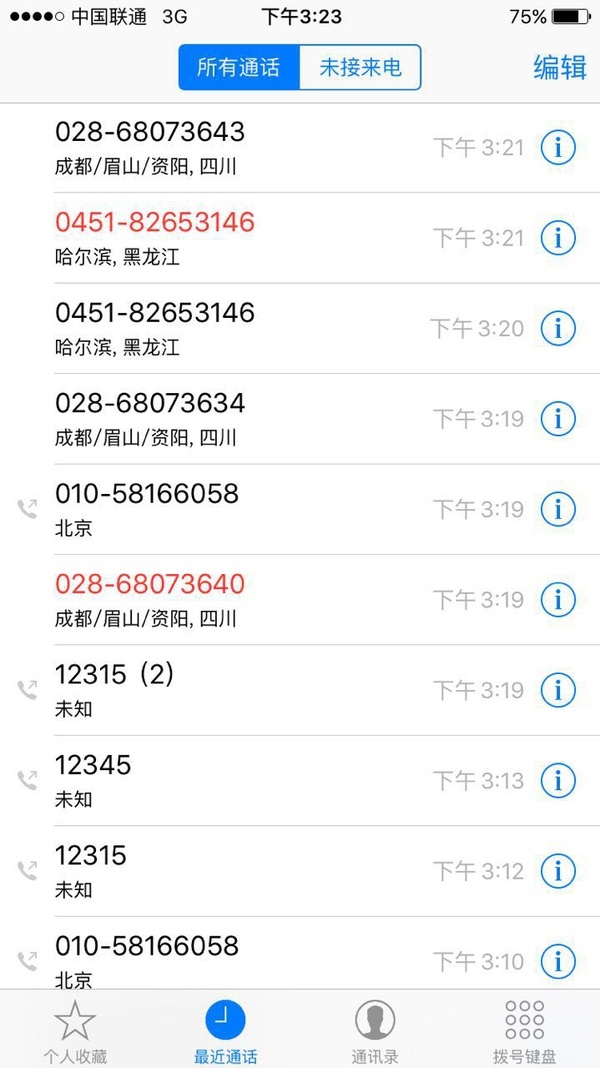 中国联通 3G 下午3:23 75%
所有通话 未接来电 编辑
028-68073643 下午 3:21
成都/眉山/资阳, 四川
0451-82653146 下午 3:21
哈尔滨, 黑龙江
0451-82653146 下午 3:20
哈尔滨, 黑龙江
028-68073634 下午 3:19
成都/眉山/资阳, 四川
010-58166058 下午 3:19
北京
028-68073640 下午 3:19
成都/眉山/资阳, 四川
12315 (2) 下午 3:19
未知
12345 下午 3:13
未知
12315 下午 3:12
未知
010-58166058 下午 3:10
北京
个人收藏 最近通话 通讯录 拨号键盘